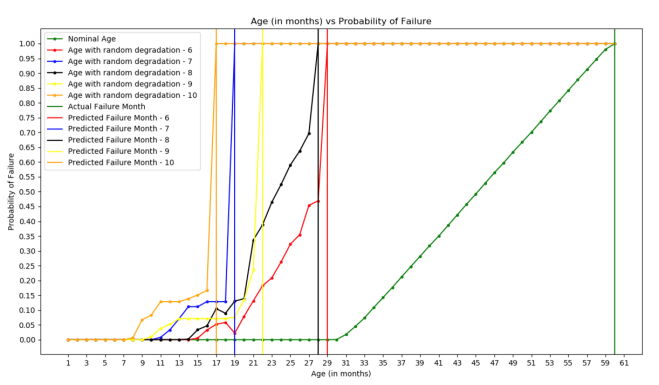 Age (in months) vs Probability of Failure
Nominal Age
Age with random degradation - 6
Age with random degradation - 7
Age with random degradation - 8
Age with random degradation - 9
Age with random degradation - 10
Actual Failure Month
Predicted Failure Month - 6
Predicted Failure Month - 7
Predicted Failure Month - 8
Predicted Failure Month - 9
Predicted Failure Month - 10
Probability of Failure
1.00
0.95
0.90
0.85
0.80
0.75
0.70
0.65
0.60
0.55
0.50
0.45
0.40
0.35
0.30
0.25
0.20
0.15
0.10
0.05
0.00
1 3 5 7 9 11 13 15 17 19 21 23 25 27 29 31 33 35 37 39 41 43 45 47 49 51 53 55 57 59 61
Age (in months)